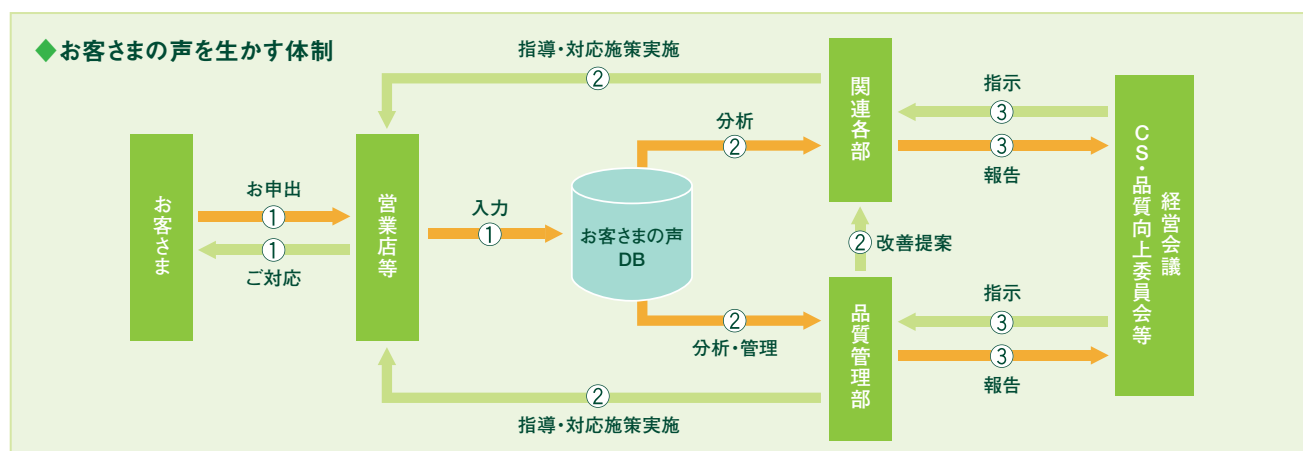 ◆お客さまの声を生かす体制
お客さま
お申出
①
①
ご対応
営業店等
入力
①
お客さまの声
DB
指導・対応施策実施
②
分析
②
②
分析・管理
②
指導・対応施策実施
関連各部
②改善提案
品質管理部
指示
③
③
報告
指示
③
③
報告
経営会議
CS・品質向上委員会等